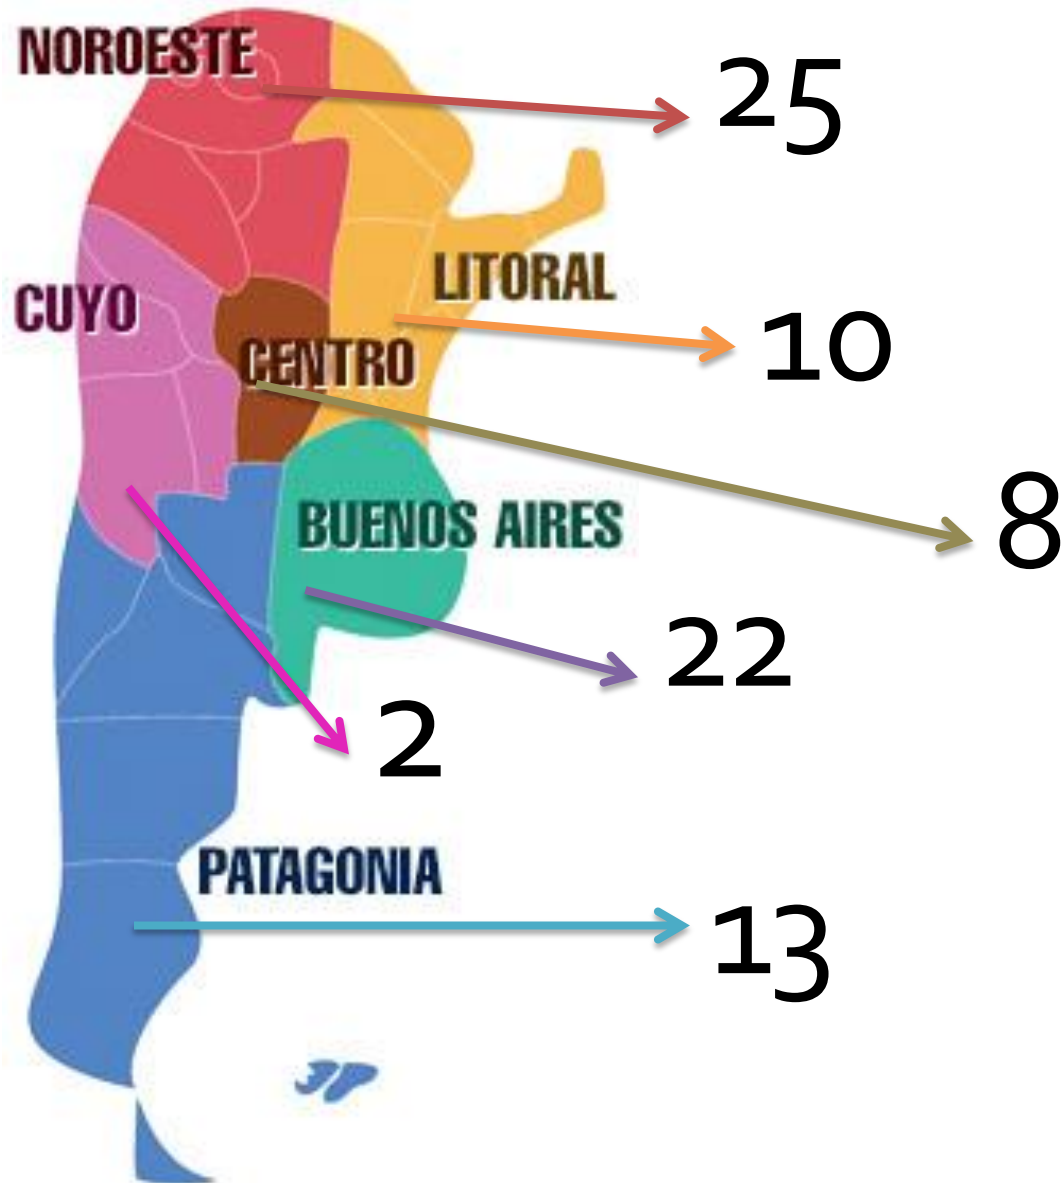 NOROESTE
25
LITORAL
CUYO
10
CENTRO
8
BUENOS AIRES
22
2
PATAGONIA
13